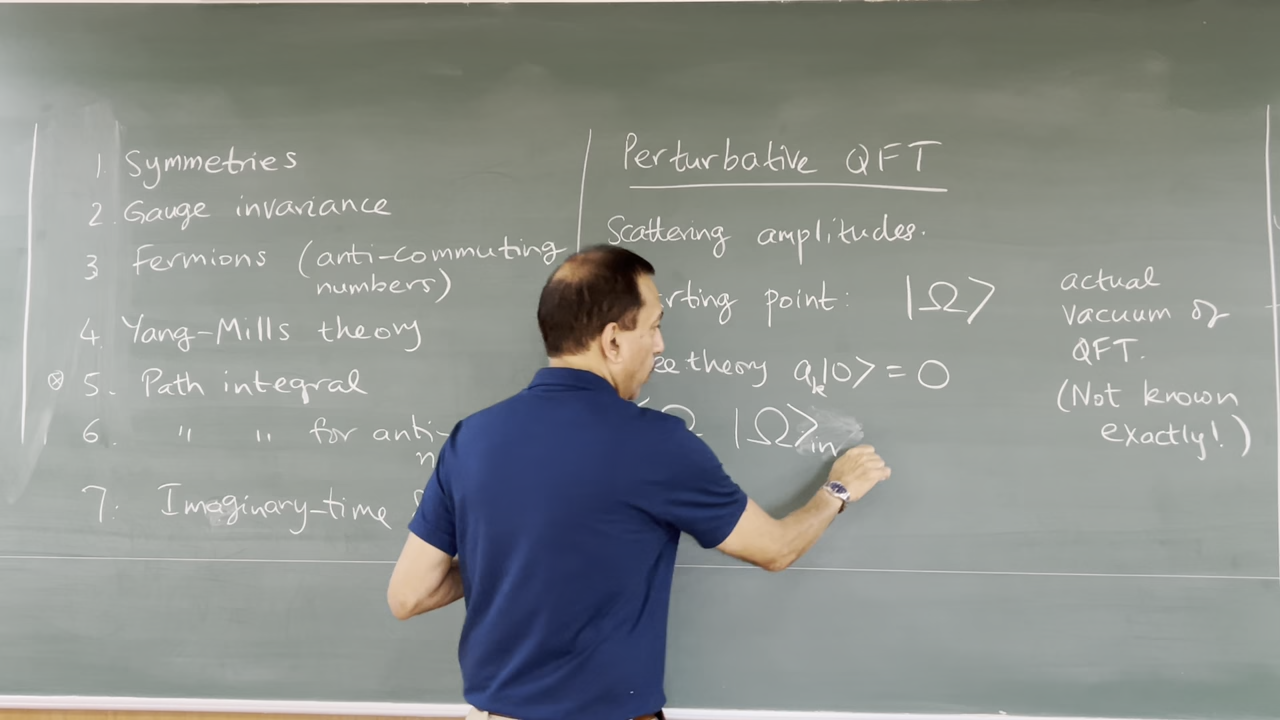 1. Symmetries
2. Gauge invariance
3 Fermions (anti-commuting
numbers)
4. Yang-Mills theory
⊗ 5. Path integral
6. " " for anti-
7. Imaginary-time
Perturbative QFT
Scattering amplitudes.
rting point: |Ω⟩
ee theory a_k|0⟩ = 0
Ω |Ω⟩_in
actual
vacuum of
QFT.
(Not known
exactly!)